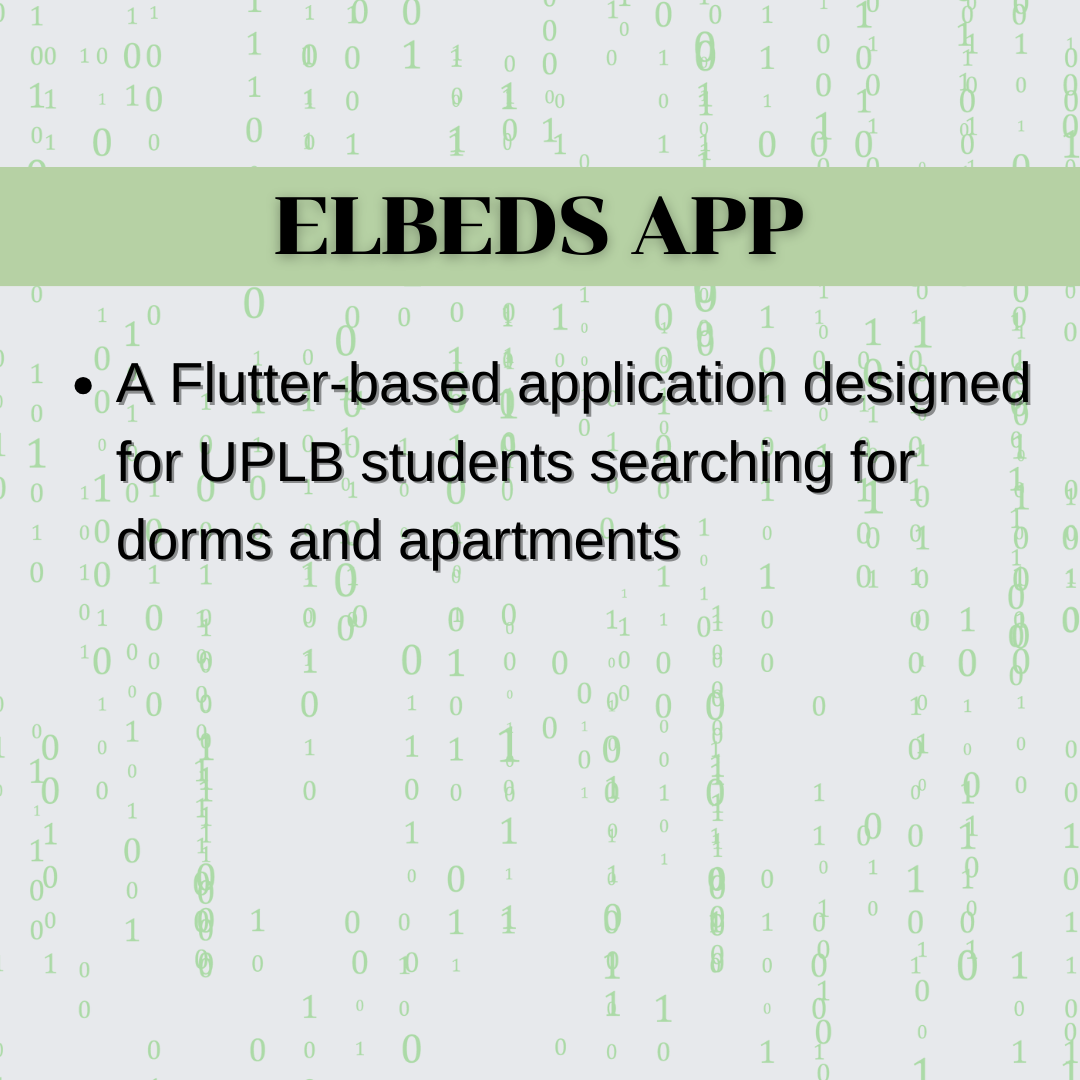 ELBEDS APP
• A Flutter-based application designed
for UPLB students searching for
dorms and apartments